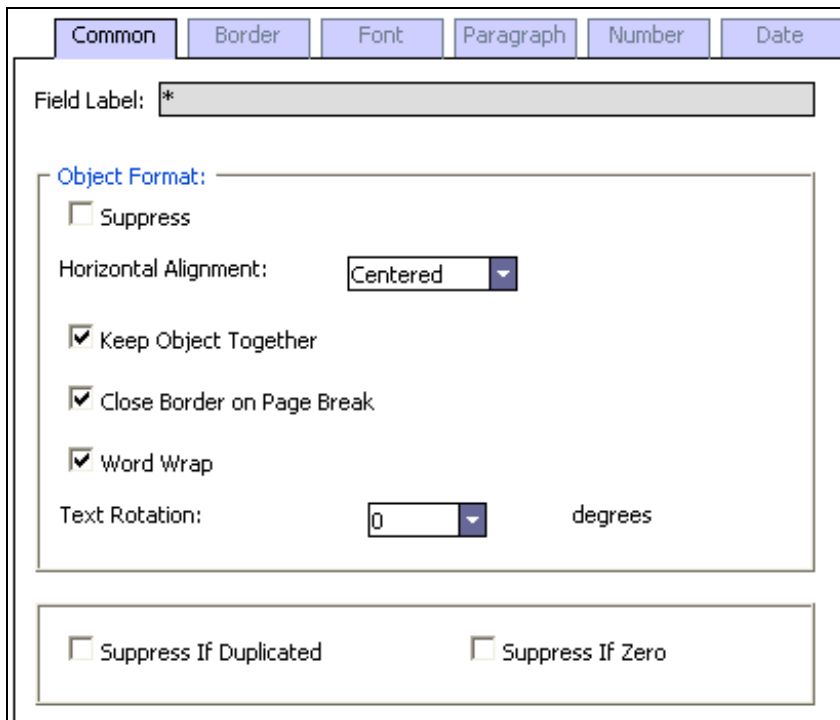 Common Border Font Paragraph Number Date
Field Label: *
Object Format:
Suppress
Horizontal Alignment: Centered
Keep Object Together
Close Border on Page Break
Word Wrap
Text Rotation: 0 degrees
Suppress If Duplicated Suppress If Zero